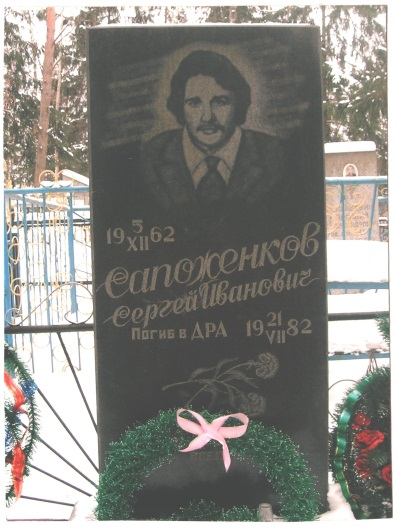 19 5/XII 62
Сапоженков
Сергей Иванович
Погиб в ДРА 19 21/VII 82